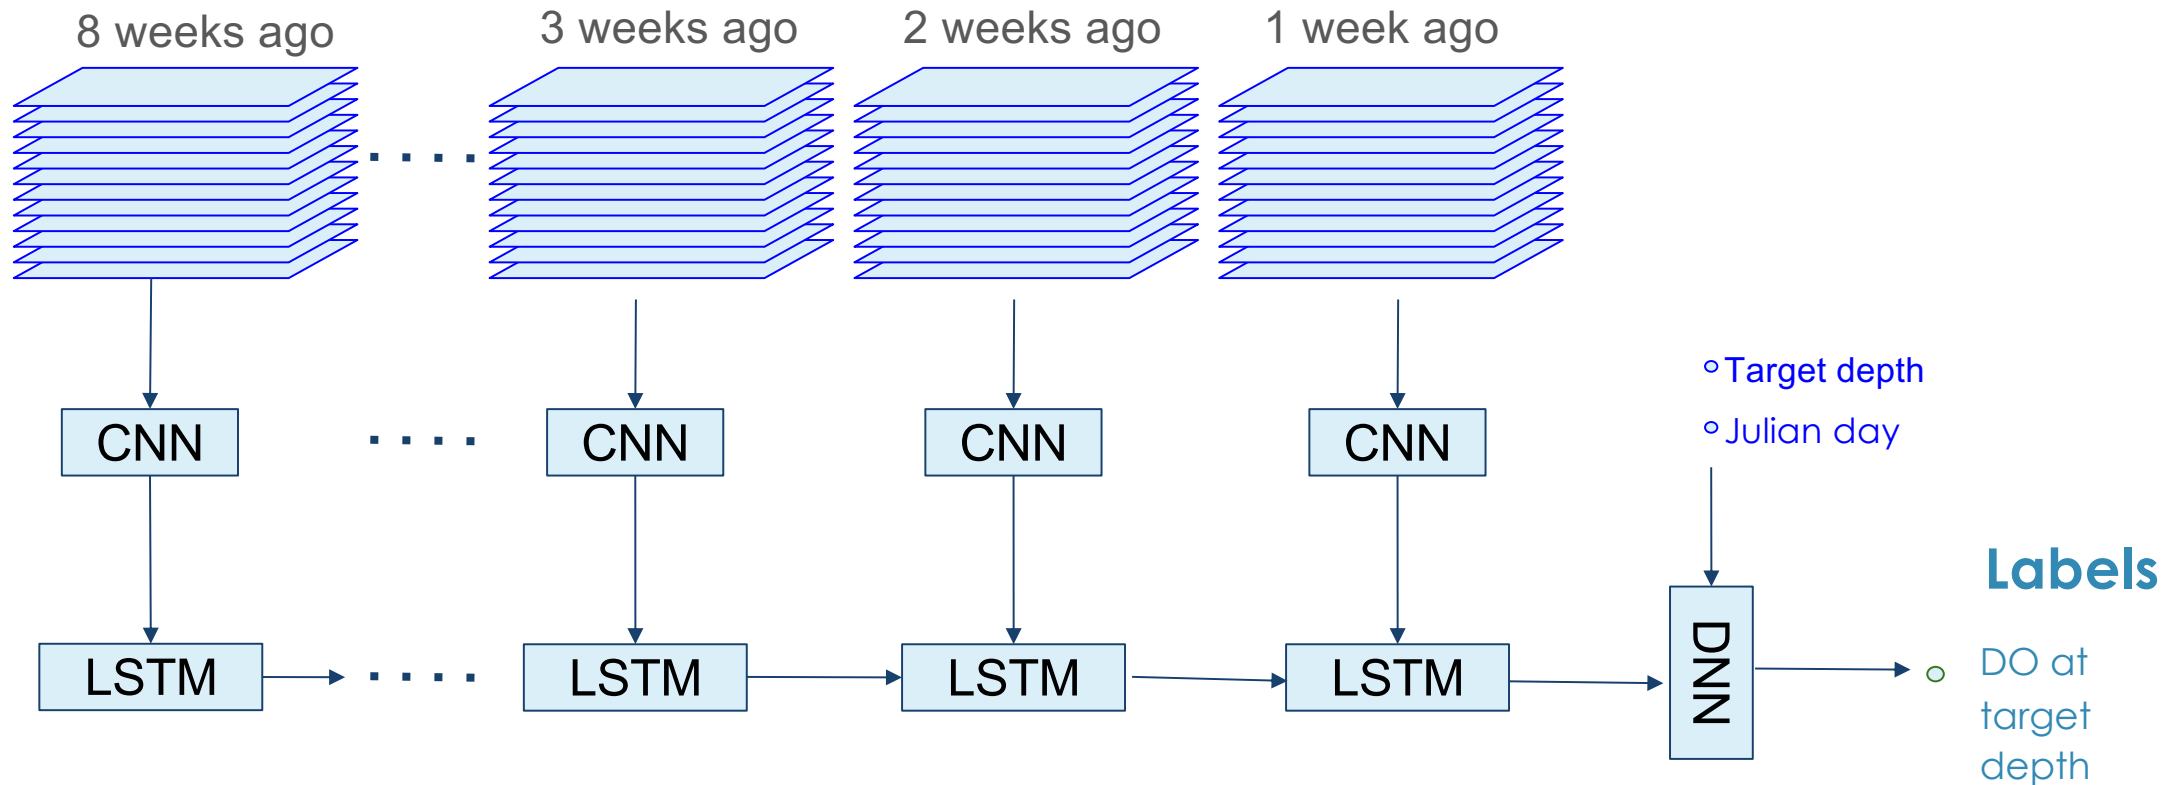 8 weeks ago
3 weeks ago
2 weeks ago
1 week ago
Target depth
Julian day
CNN
CNN
CNN
CNN
Labels
LSTM
LSTM
LSTM
LSTM
DNN
DO at
target
depth